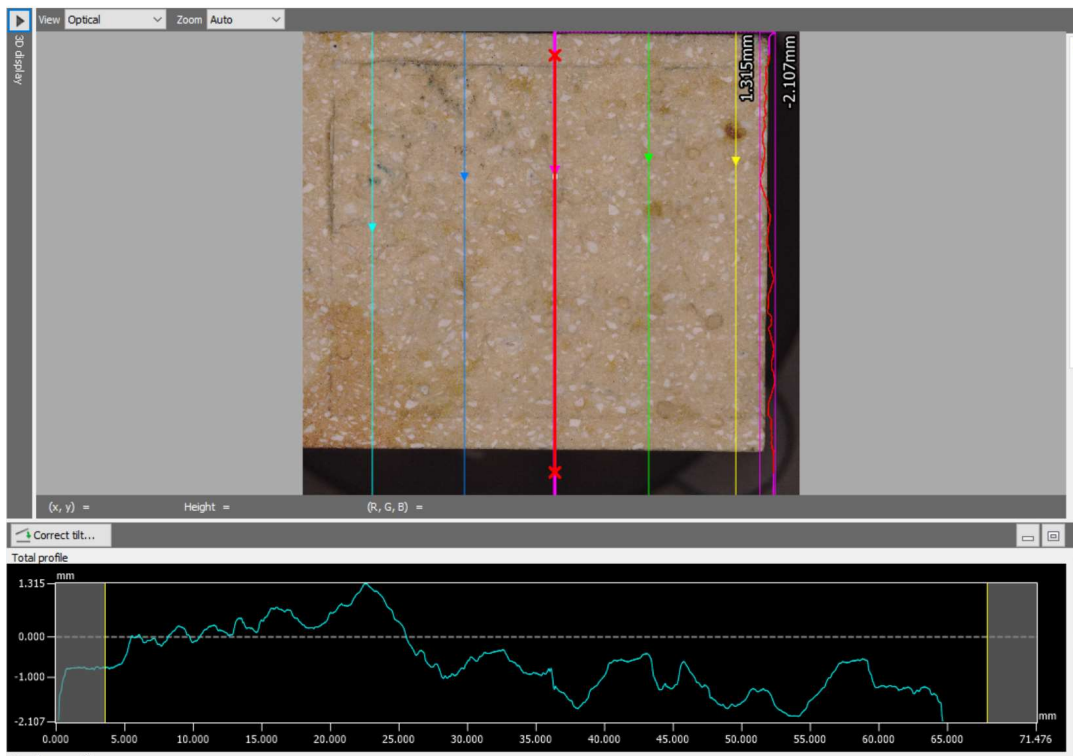 View Optical Zoom Auto
3D display
1.315mm
-2.107mm
(x, y) = Height = (R, G, B) =
Correct tilt...
Total profile
mm
1.315
0.000
-1.000
-2.107
mm
0.000 5.000 10.000 15.000 20.000 25.000 30.000 35.000 40.000 45.000 50.000 55.000 60.000 65.000 71.476